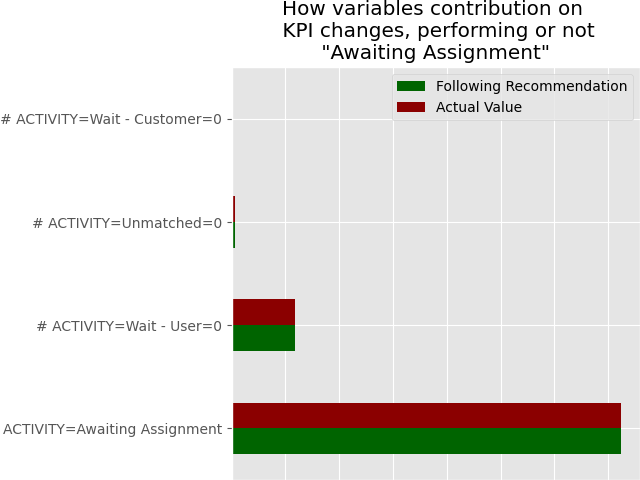 How variables contribution on
KPI changes, performing or not
"Awaiting Assignment"
Following Recommendation
Actual Value
# ACTIVITY=Wait - Customer=0
# ACTIVITY=Unmatched=0
# ACTIVITY=Wait - User=0
ACTIVITY=Awaiting Assignment